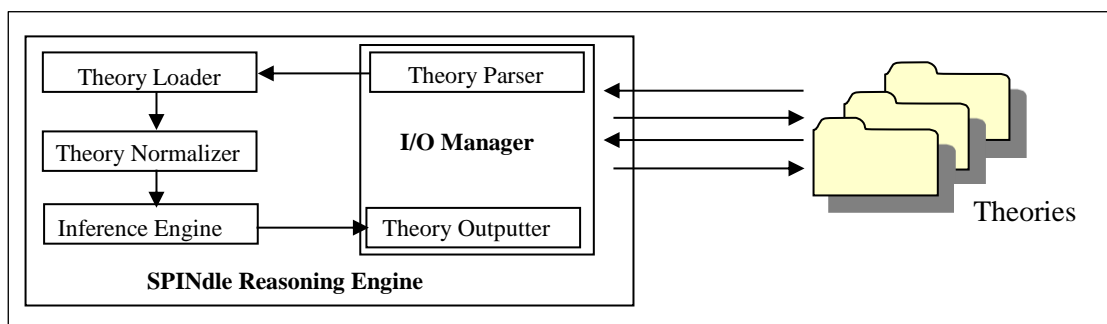 Theory Loader
Theory Parser
Theory Normalizer
I/O Manager
Inference Engine
Theory Outputter
Theories
SPINdle Reasoning Engine